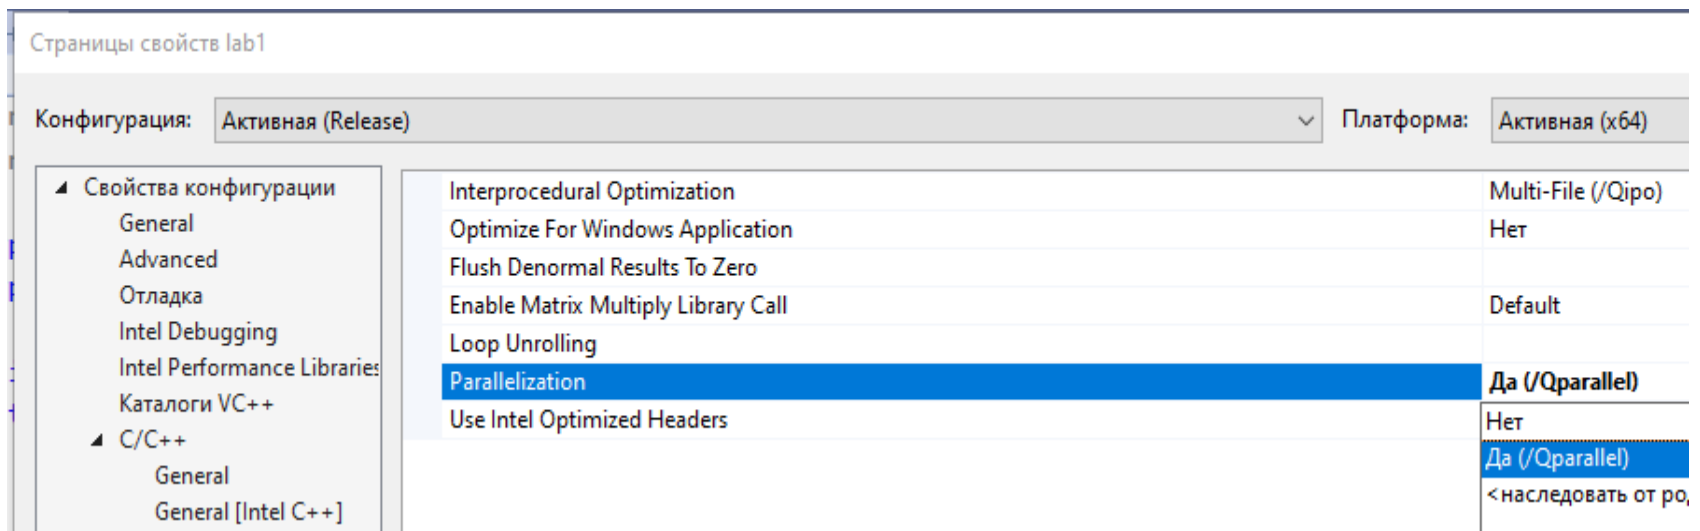 Страницы свойств lab1
Конфигурация: Активная (Release) Платформа: Активная (x64)
Свойства конфигурации
General
Advanced
Отладка
Intel Debugging
Intel Performance Libraries
Каталоги VC++
C/C++
General
General [Intel C++]
Interprocedural Optimization Multi-File (/Qipo)
Optimize For Windows Application Нет
Flush Denormal Results To Zero
Enable Matrix Multiply Library Call Default
Loop Unrolling
Parallelization Да (/Qparallel)
Use Intel Optimized Headers
Нет
Да (/Qparallel)
<наследовать от